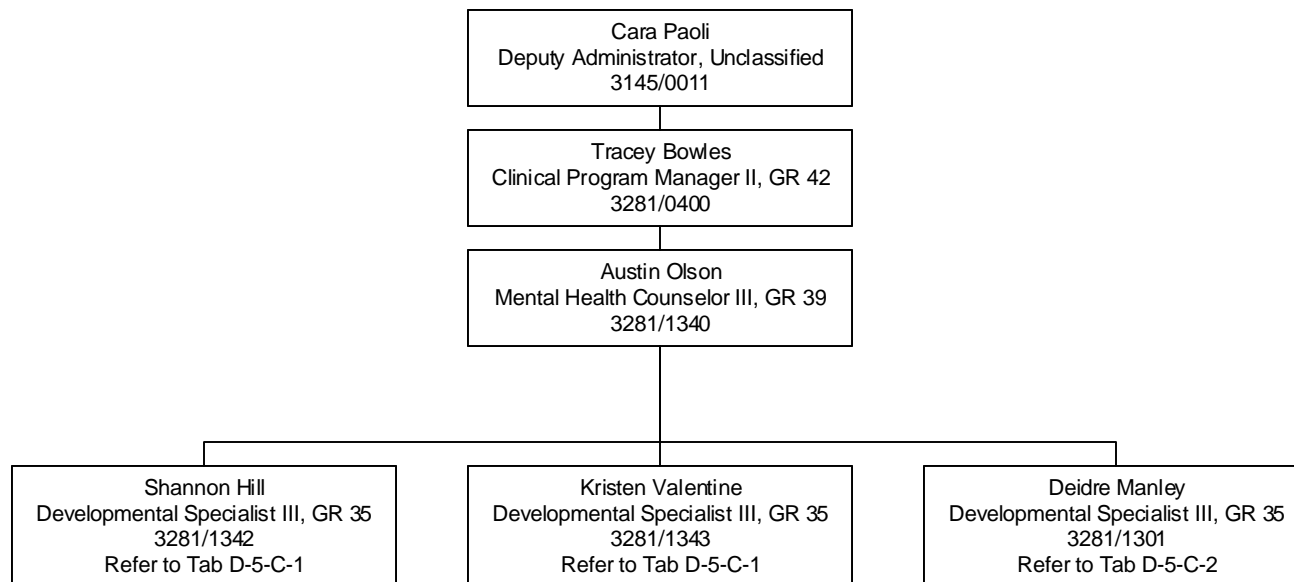 Cara Paoli
Deputy Administrator, Unclassified
3145/0011
Tracey Bowles
Clinical Program Manager II, GR 42
3281/0400
Austin Olson
Mental Health Counselor III, GR 39
3281/1340
Shannon Hill
Developmental Specialist III, GR 35
3281/1342
Refer to Tab D-5-C-1
Kristen Valentine
Developmental Specialist III, GR 35
3281/1343
Refer to Tab D-5-C-1
Deidre Manley
Developmental Specialist III, GR 35
3281/1301
Refer to Tab D-5-C-2